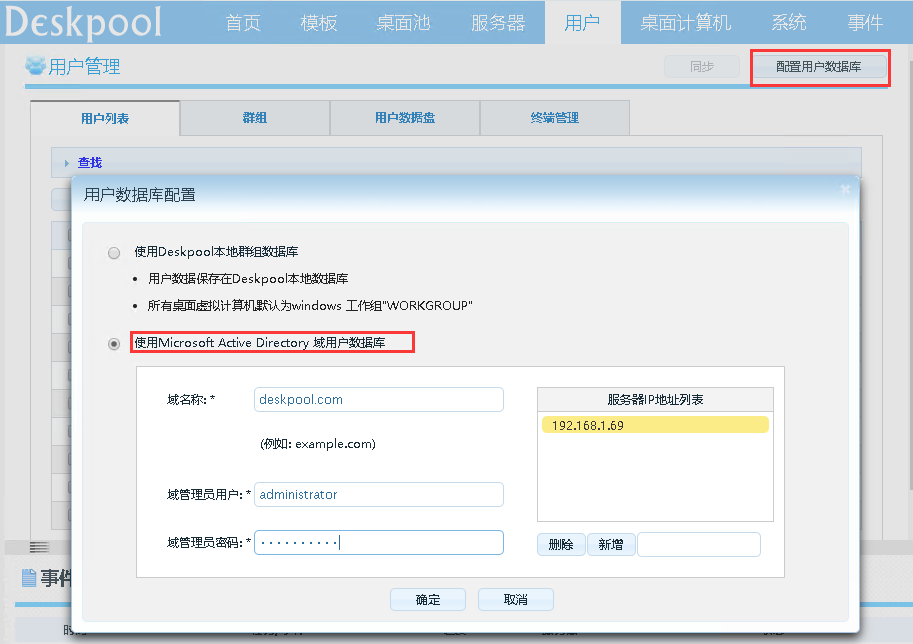 Deskpool 首页 模板 桌面池 服务器 用户 桌面计算机 系统 事件
用户管理 同步 配置用户数据库
用户列表 群组 用户数据盘 终端管理
查找
用户数据库配置
使用Deskpool本地群组数据库
• 用户数据保存在Deskpool本地数据库
• 所有桌面虚拟计算机默认为windows 工作组"WORKGROUP"
使用Microsoft Active Directory 域用户数据库
域名称: * deskpool.com 服务器IP地址列表
192.168.1.69
(例如: example.com)
域管理员用户: * administrator
域管理员密码: * ··········
删除 新增
确定 取消
事件